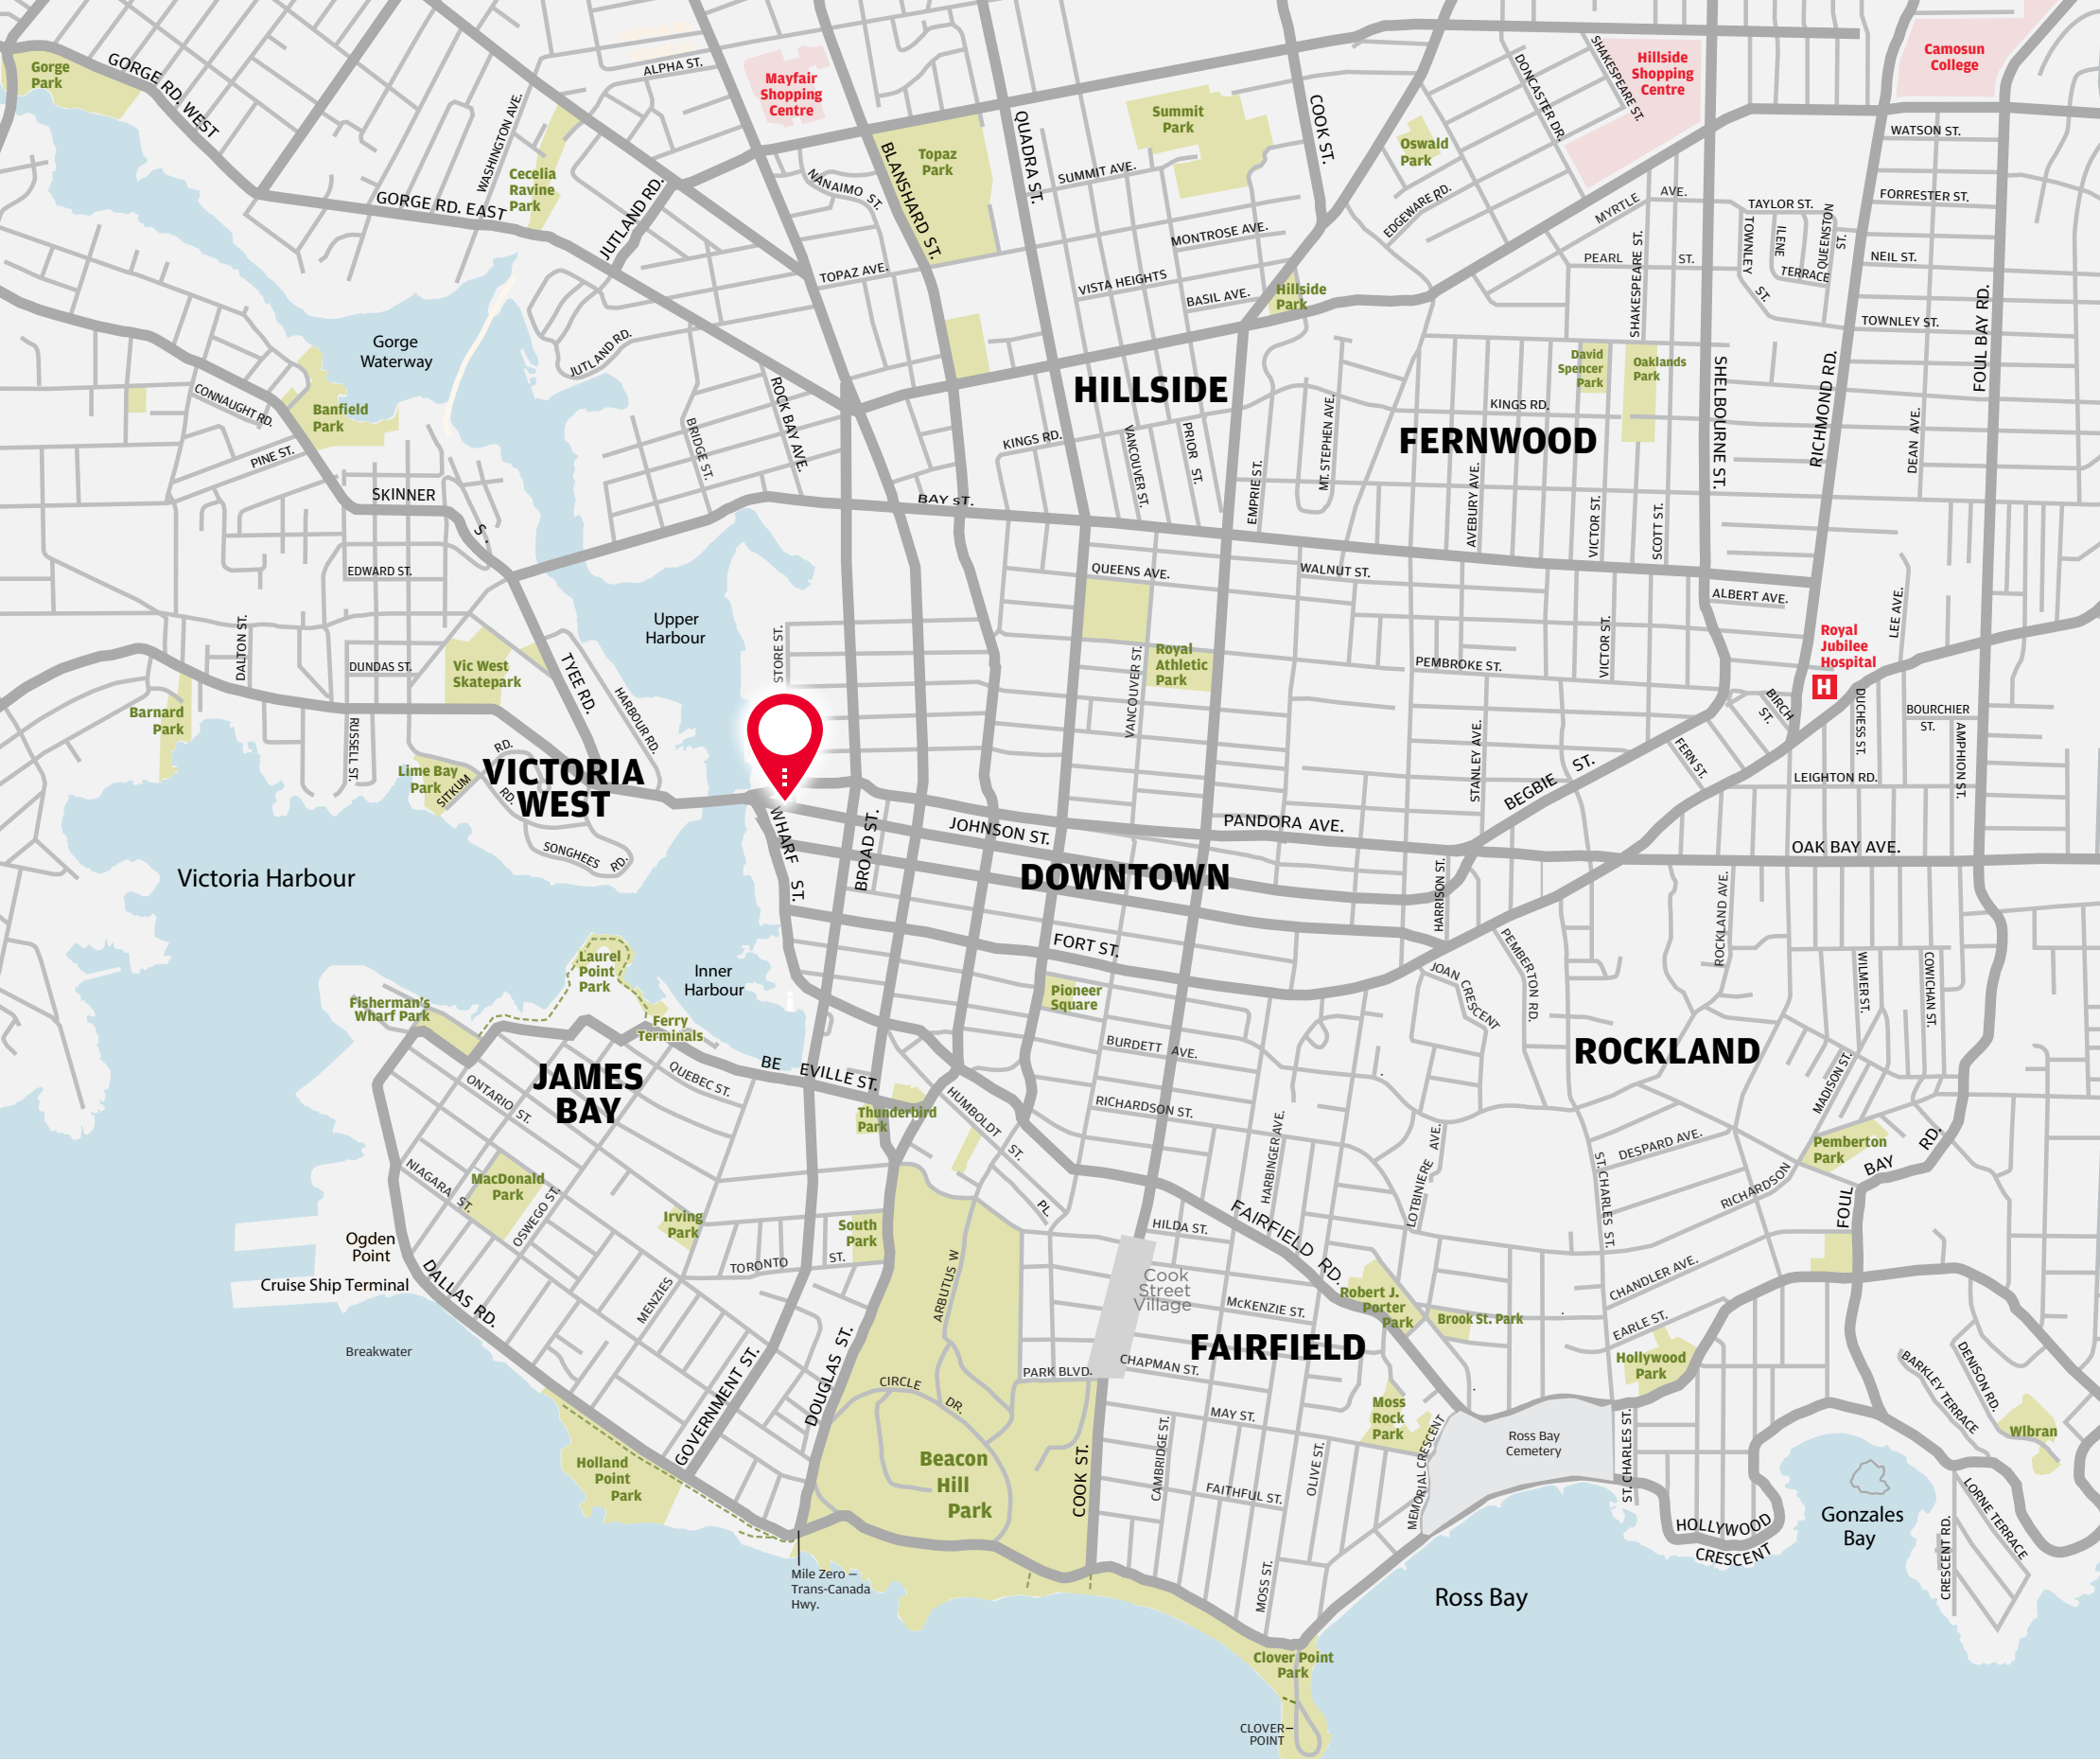 Gorge
Park
GORGE RD. WEST
ALPHA ST.
WASHINGTON AVE.
Mayfair
Shopping
Centre
Cecelia
Ravine
Park
GORGE RD. EAST
JUTLAND RD.
NANAIMO ST.
BLANSHARD ST.
Topaz
Park
QUADRA ST.
SUMMIT AVE.
Summit
Park
COOK ST.
Oswald
Park
DONCASTER DR.
SHAKESPEARE ST.
Hillside
Shopping
Centre
Camosun
College
WATSON ST.
FORRESTER ST.
NEIL ST.
TOWNLEY ST.
EDGEWARE RD.
MYRTLE AVE.
TAYLOR ST.
TOWNLEY ST.
ILENE
TERRACE
QUEENSTON
ST.
PEARL ST.
SHAKESPEARE ST.
MONTROSE AVE.
TOPAZ AVE.
VISTA HEIGHTS
BASIL AVE.
Hillside
Park
Gorge
Waterway
JUTLAND RD.
CONNAUGHT RD.
Banfield
Park
PINE ST.
SKINNER
S .
BRIDGE ST.
ROCK BAY AVE.
HILLSIDE
FERNWOOD
KINGS RD.
VANCOUVER ST.
PRIOR ST.
EMPRIE ST.
MT. STEPHEN AVE.
KINGS RD.
AVEBURY AVE.
VICTOR ST.
SCOTT ST.
David
Spencer
Park
Oaklands
Park
SHELBOURNE ST.
RICHMOND RD.
DEAN AVE.
FOUL BAY RD.
BAY sT.
EDWARD ST.
DALTON ST.
DUNDAS ST.
Vic West
Skatepark
TYEE RD.
HARBOUR RD.
Upper
Harbour
STORE ST.
QUEENS AVE.
WALNUT ST.
Royal
Athletic
Park
VANCOUVER ST.
PEMBROKE ST.
VICTOR ST.
ALBERT AVE.
LEE AVE.
Royal
Jubilee
Hospital
H
BIRCH
ST.
DUCHESS ST.
BOURCHIER
ST.
AMPHION ST.
Barnard
Park
RUSSELL ST.
Lime Bay
Park
SITKUM
RD.
RD.
VICTORIA
WEST
SONGHEES RD.
STANLEY AVE.
BEGBIE ST.
FERN ST.
LEIGHTON RD.
WHARF ST.
BROAD ST.
JOHNSON ST.
PANDORA AVE.
OAK BAY AVE.
DOWNTOWN
Victoria Harbour
HARRISON ST.
ROCKLAND AVE.
FORT ST.
PEMBERTON RD.
JOAN CRESCENT
WILMER ST.
COWICHAN ST.
Laurel
Point
Park
Inner
Harbour
i
Fisherman's
Wharf Park
Ferry
Terminals
Pioneer
Square
BURDETT AVE.
ROCKLAND
JAMES
BAY
ONTARIO ST.
QUEBEC ST.
BE EVILLE ST.
Thunderbird
Park
HUMBOLDT ST.
PL.
RICHARDSON ST.
HARBINGER AVE.
LOTBINIERE AVE.
MADISON ST.
DESPARD AVE.
Pemberton
Park
FOUL BAY RD.
ST. CHARLES ST.
RICHARDSON
NIAGARA ST.
MacDonald
Park
OSWEGO ST.
Irving
Park
South
Park
TORONTO ST.
MENZIES
HILDA ST.
FAIRFIELD RD.
Ogden
Point
Cruise Ship Terminal
DALLAS RD.
Breakwater
ARBUTUS W
Cook
Street
Village
McKENZIE ST.
Robert J.
Porter
Park
Brook St. Park
CHANDLER AVE.
EARLE ST.
FAIRFIELD
PARK BLVD.
CHAPMAN ST.
Hollywood
Park
GOVERNMENT ST.
DOUGLAS ST.
CIRCLE DR.
MAY ST.
Moss
Rock
Park
BARKLEY TERRACE
DENISON RD.
Wlbran
Beacon
Hill
Park
COOK ST.
CAMBRIDGE ST.
FAITHFUL ST.
OLIVE ST.
MEMORIAL CRESCENT
Ross Bay
Cemetery
ST. CHARLES ST.
Holland
Point
Park
HOLLYWOOD
CRESCENT
Gonzales
Bay
LORNE TERRACE
CRESCENT RD.
Mile Zero –
Trans-Canada
Hwy.
MOSS ST.
Ross Bay
Clover Point
Park
CLOVER
POINT